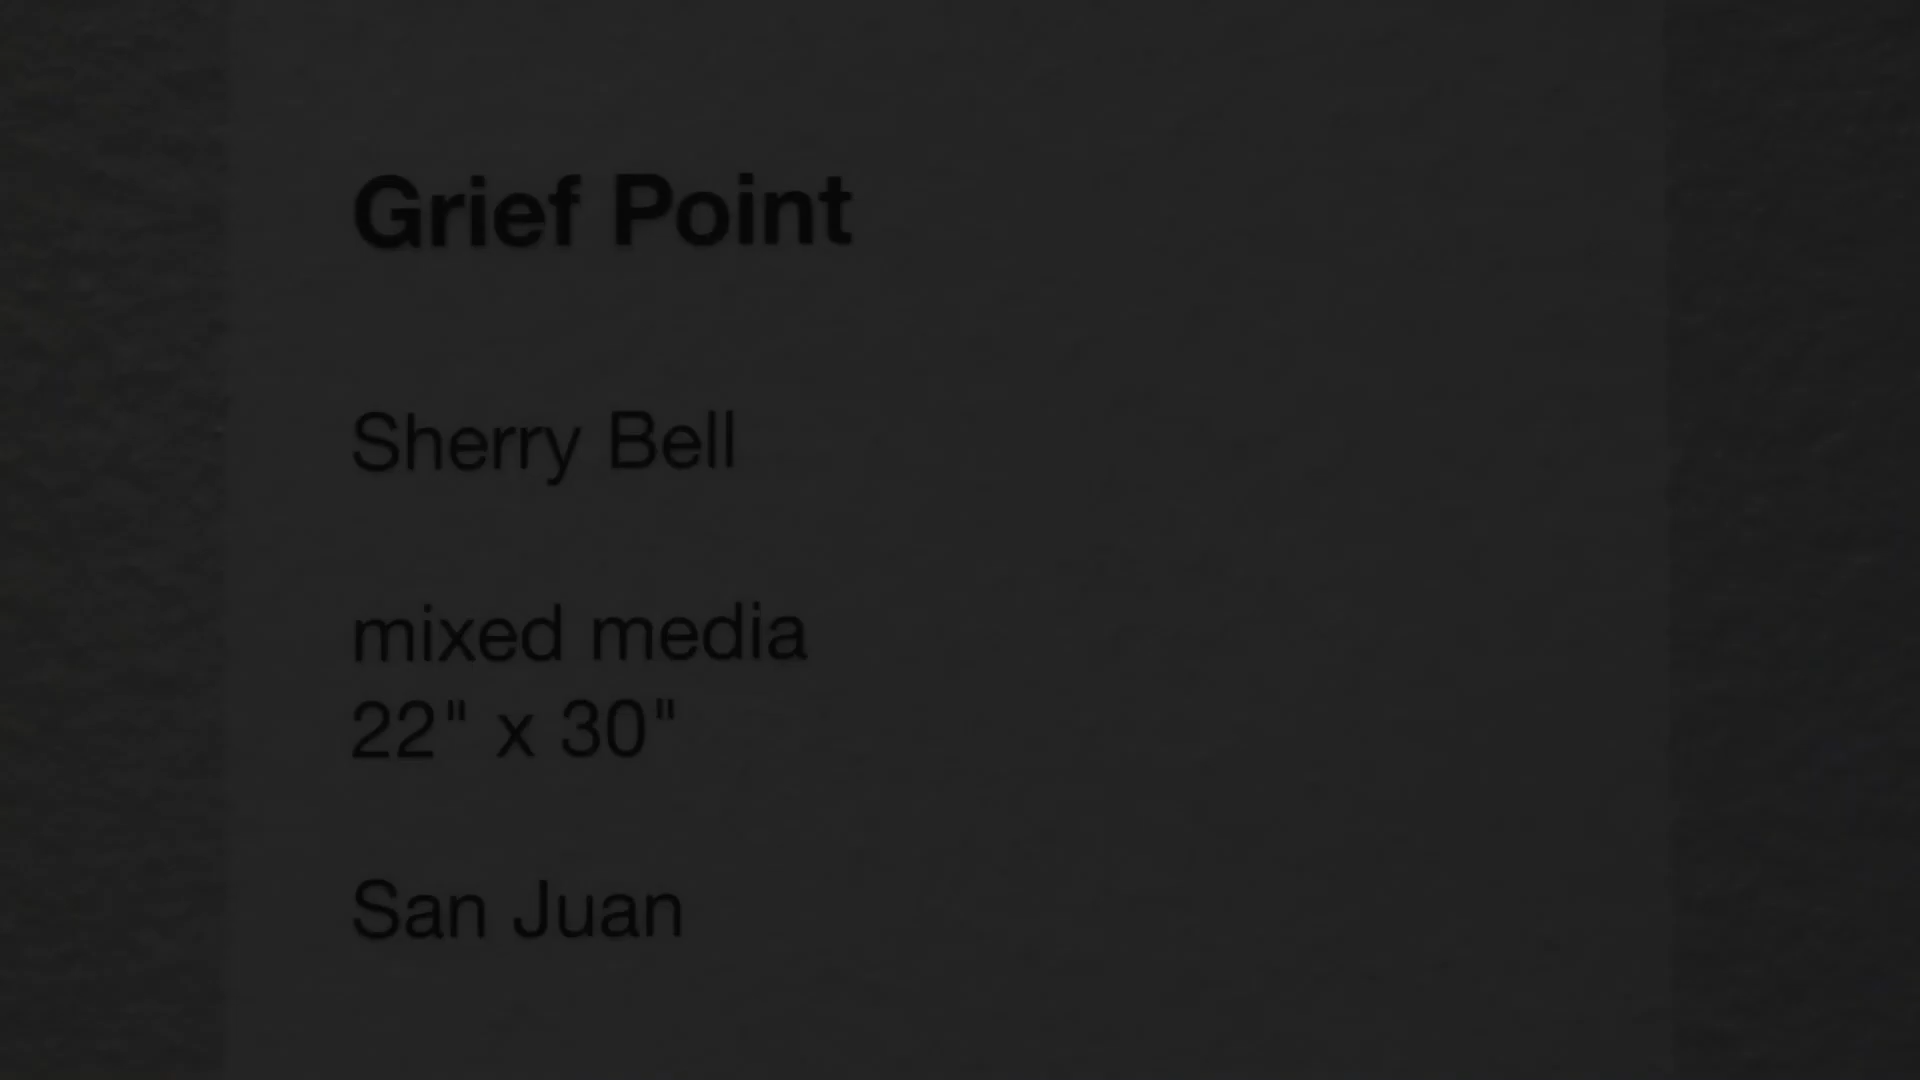 Grief Point
Sherry Bell
mixed media
22" x 30"
San Juan